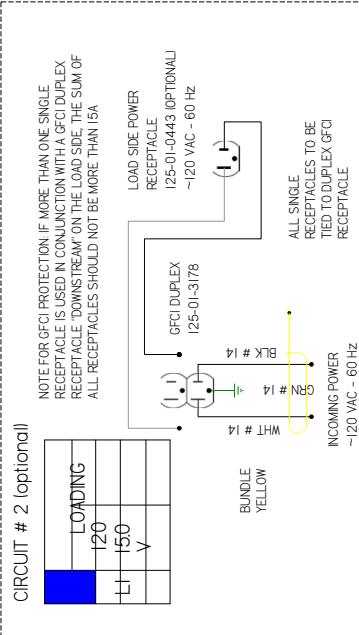 CIRCUIT # 2 (optional)
LOADING
120
L1 15.0
V
NOTE FOR GFCI PROTECTION: IF MORE THAN ONE SINGLE
RECEPTACLE IS USED IN CONJUNCTION WITH A GFCI DUPLEX
RECEPTACLE "DOWNSTREAM" ON THE LOAD SIDE, THE SUM OF
ALL RECEPTACLES SHOULD NOT BE MORE THAN 15A
LOAD SIDE POWER
RECEPTACLE
125-01-0443 (OPTIONAL)
~120 VAC - 60 Hz
GFCI DUPLEX
125-01-3178
BUNDLE
YELLOW
WHT # 14
GRN # 14
BLK # 14
INCOMING POWER
~120 VAC - 60 Hz
ALL SINGLE
RECEPTACLES TO BE
TIED TO DUPLEX GFCI
RECEPTACLE